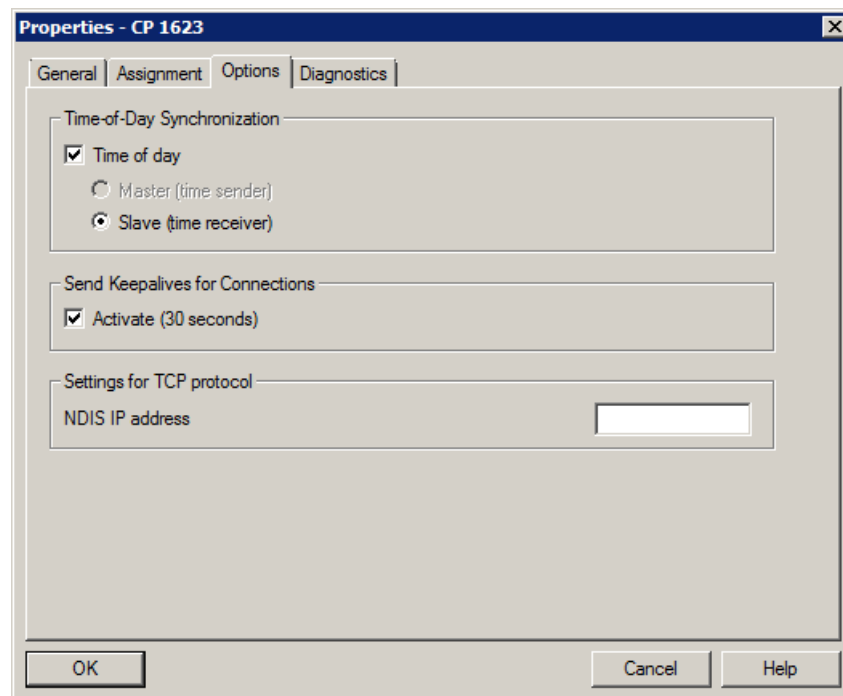 Properties - CP 1623
General Assignment Options Diagnostics
Time-of-Day Synchronization
Time of day
Master (time sender)
Slave (time receiver)
Send Keepalives for Connections
Activate (30 seconds)
Settings for TCP protocol
NDIS IP address
OK Cancel Help